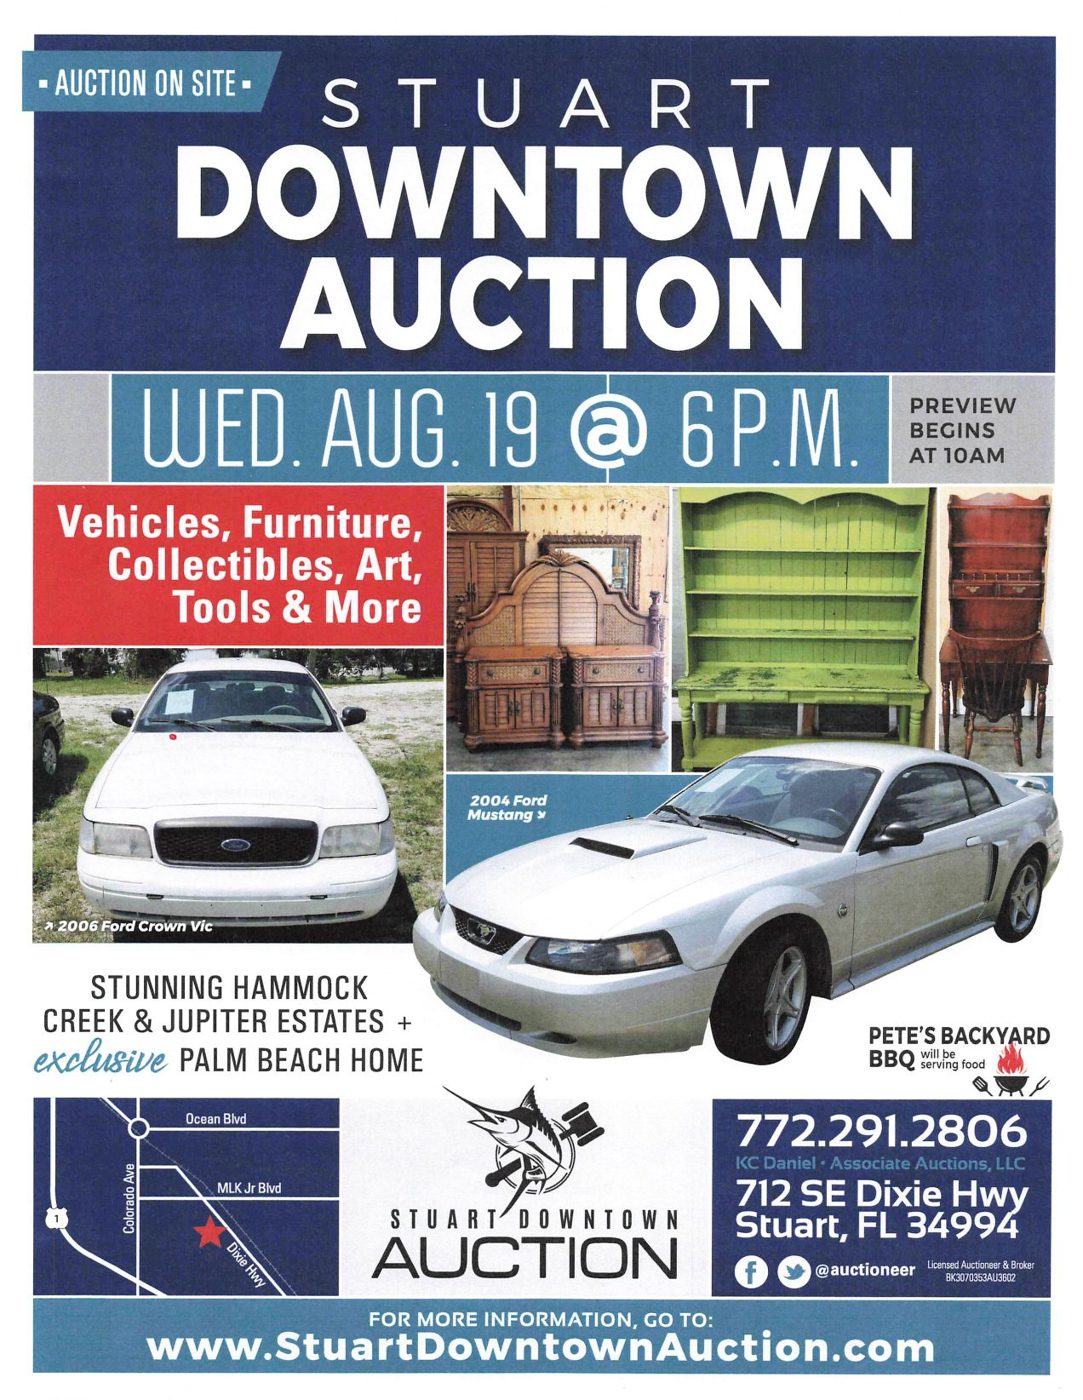 ▪ AUCTION ON SITE ▪
STUART
DOWNTOWN
AUCTION
WED. AUG. 19 @ 6 P.M.
PREVIEW
BEGINS
AT 10AM
Vehicles, Furniture,
Collectibles, Art,
Tools & More
2004 Ford
Mustang
2006 Ford Crown Vic
STUNNING HAMMOCK
CREEK & JUPITER ESTATES +
exclusive PALM BEACH HOME
PETE'S BACKYARD
BBQ will be
serving food
Ocean Blvd
Colorado Ave
MLK Jr Blvd
1
Dixie Hwy
STUART DOWNTOWN
AUCTION
772.291.2806
KC Daniel • Associate Auctions, LLC
712 SE Dixie Hwy
Stuart, FL 34994
@auctioneer
Licensed Auctioneer & Broker
BK3070353AU3602
FOR MORE INFORMATION, GO TO:
www.StuartDowntownAuction.com